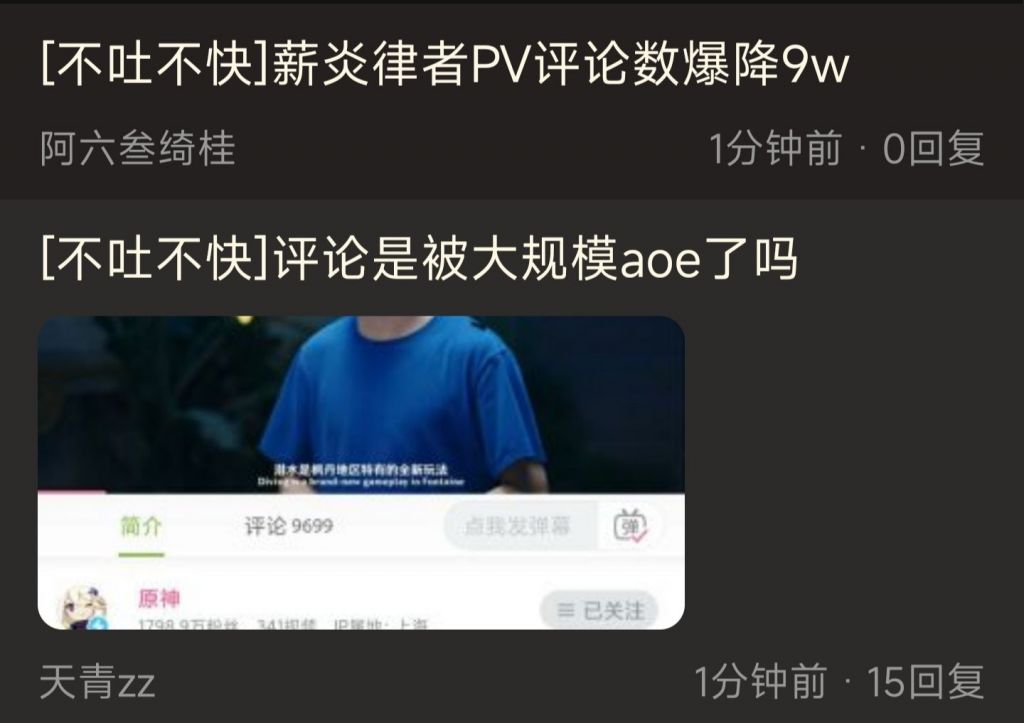 [不吐不快]薪炎律者PV评论数爆降9w
阿六叁绮桂
1分钟前 · 0回复
[不吐不快]评论是被大规模aoe了吗
潜水是枫丹地区特有的全新玩法
Diving is a brand-new gameplay in Fontaine
简介
评论 9699
点我发弹幕
弹
原神
1798.9万粉丝 341视频 IP属地：上海
已关注
天青zz
1分钟前 · 15回复